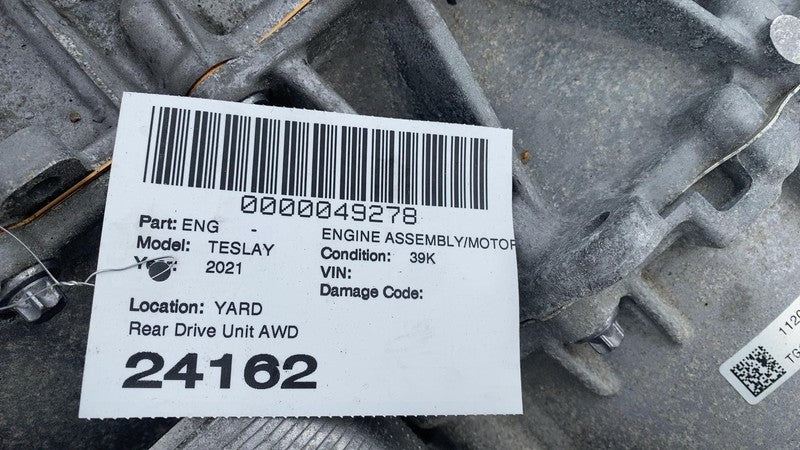 0000049278
Part: ENG - ENGINE ASSEMBLY/MOTOR
Model: TESLAY Condition: 39K
2021 VIN:
Damage Code:
Location: YARD
Rear Drive Unit AWD
24162